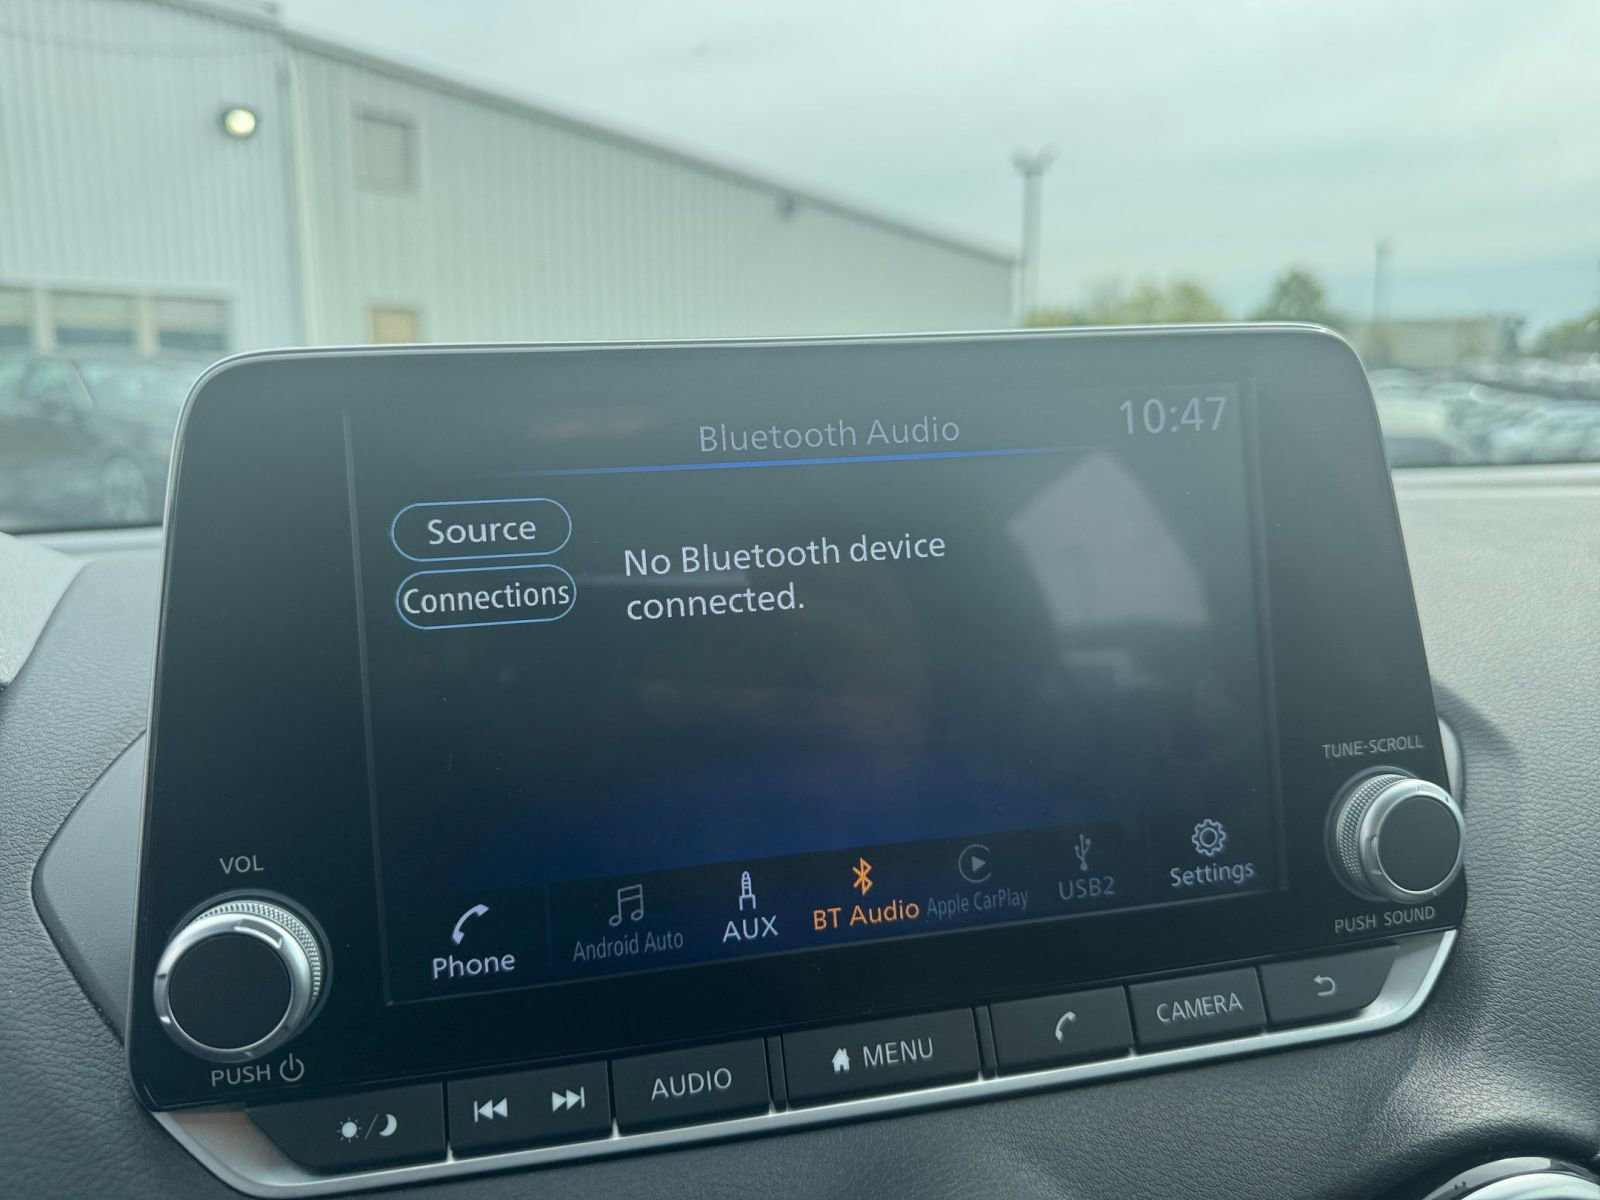 Bluetooth Audio
10:47
Source
Connections
No Bluetooth device
connected.
Phone
Android Auto
AUX
BT Audio
Apple CarPlay
USB2
Settings
VOL
PUSH
TUNE·SCROLL
PUSH SOUND
AUDIO
MENU
CAMERA